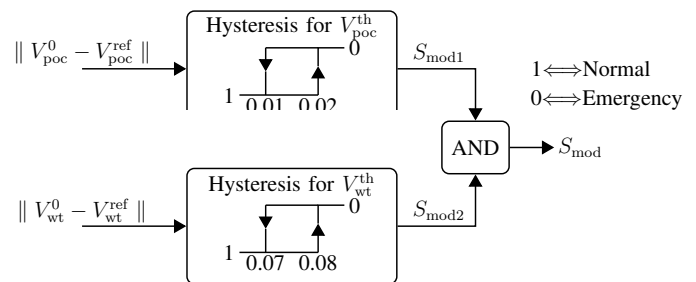 Hysteresis for V_poc^th
∥ V_poc^0 − V_poc^ref ∥
0
S_mod1
1
0.01 0.02
1⟺Normal
0⟺Emergency
AND
S_mod
Hysteresis for V_wt^th
∥ V_wt^0 − V_wt^ref ∥
0
S_mod2
1
0.07 0.08